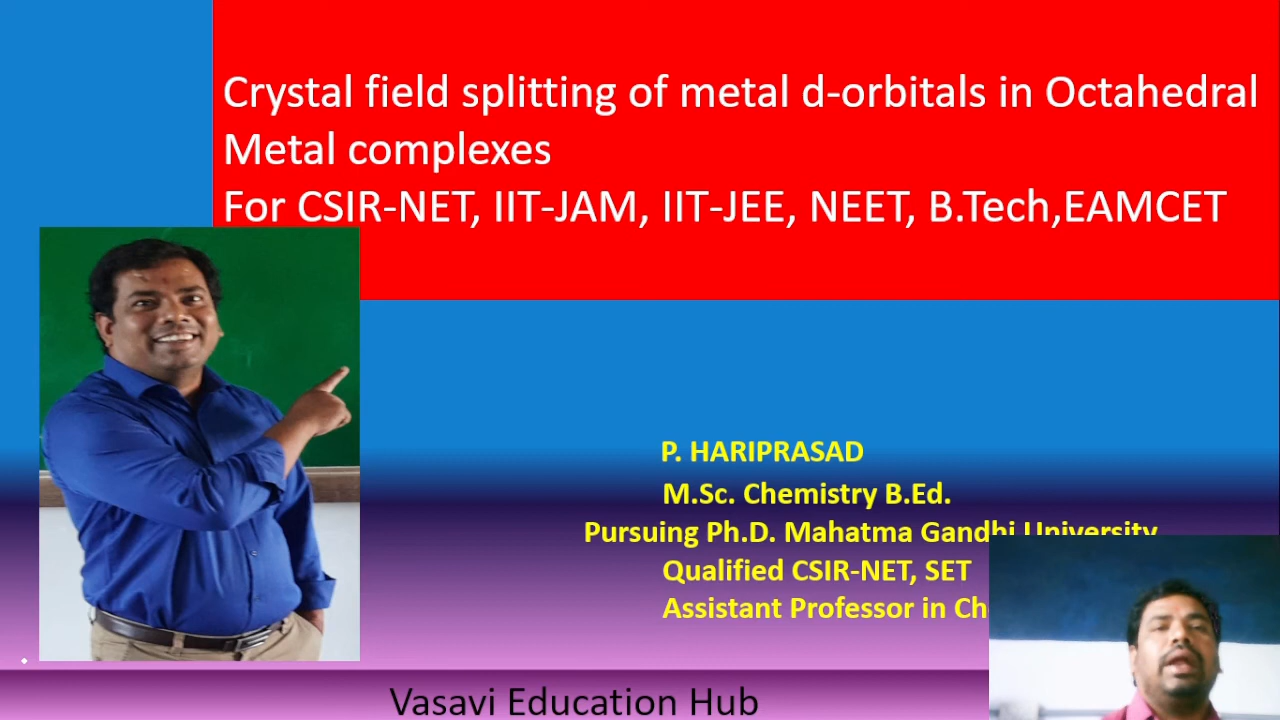 Crystal field splitting of metal d-orbitals in Octahedral
Metal complexes
For CSIR-NET, IIT-JAM, IIT-JEE, NEET, B.Tech,EAMCET
P. HARIPRASAD
M.Sc. Chemistry B.Ed.
Pursuing Ph.D. Mahatma Gandhi University
Qualified CSIR-NET, SET
Assistant Professor in Ch
Vasavi Education Hub